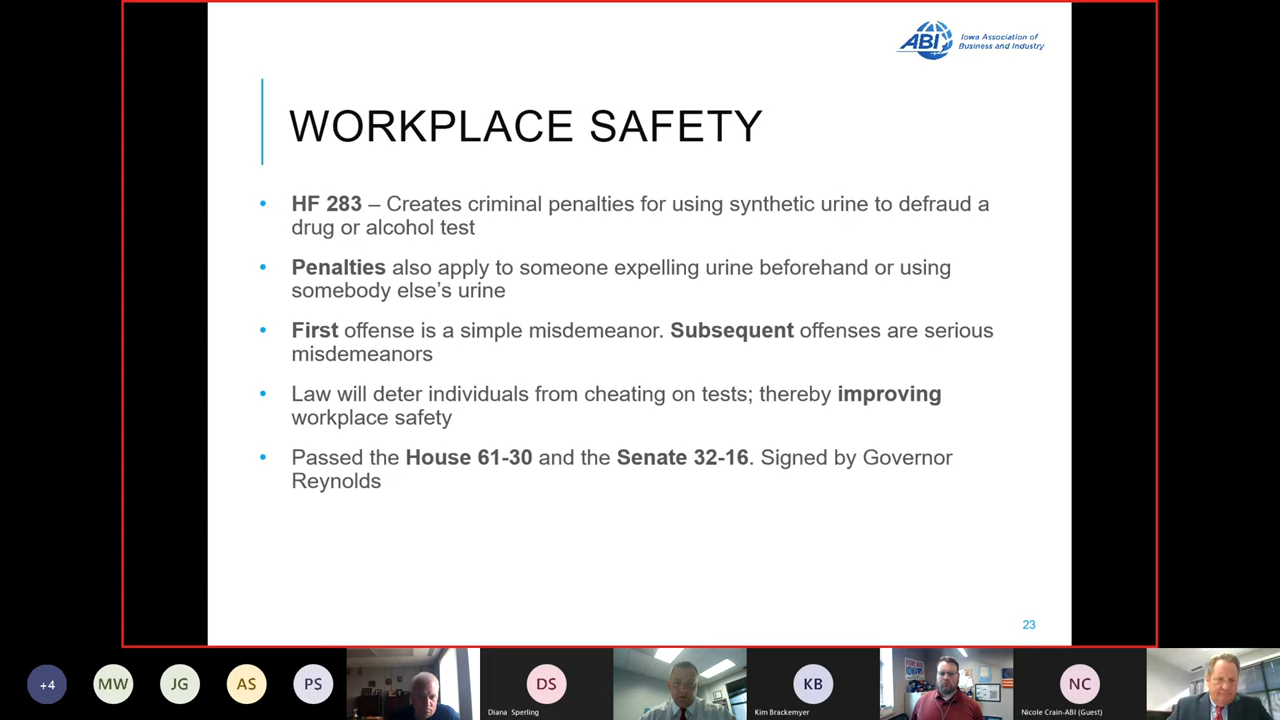 ABI
Iowa Association of
Business and Industry
WORKPLACE SAFETY
• HF 283 – Creates criminal penalties for using synthetic urine to defraud a
drug or alcohol test
• Penalties also apply to someone expelling urine beforehand or using
somebody else’s urine
• First offense is a simple misdemeanor. Subsequent offenses are serious
misdemeanors
• Law will deter individuals from cheating on tests; thereby improving
workplace safety
• Passed the House 61-30 and the Senate 32-16. Signed by Governor
Reynolds
23
+4
MW
JG
AS
PS
DS
Diana Sperling
KB
Kim Brackemyer
NC
Nicole Crain-ABI (Guest)